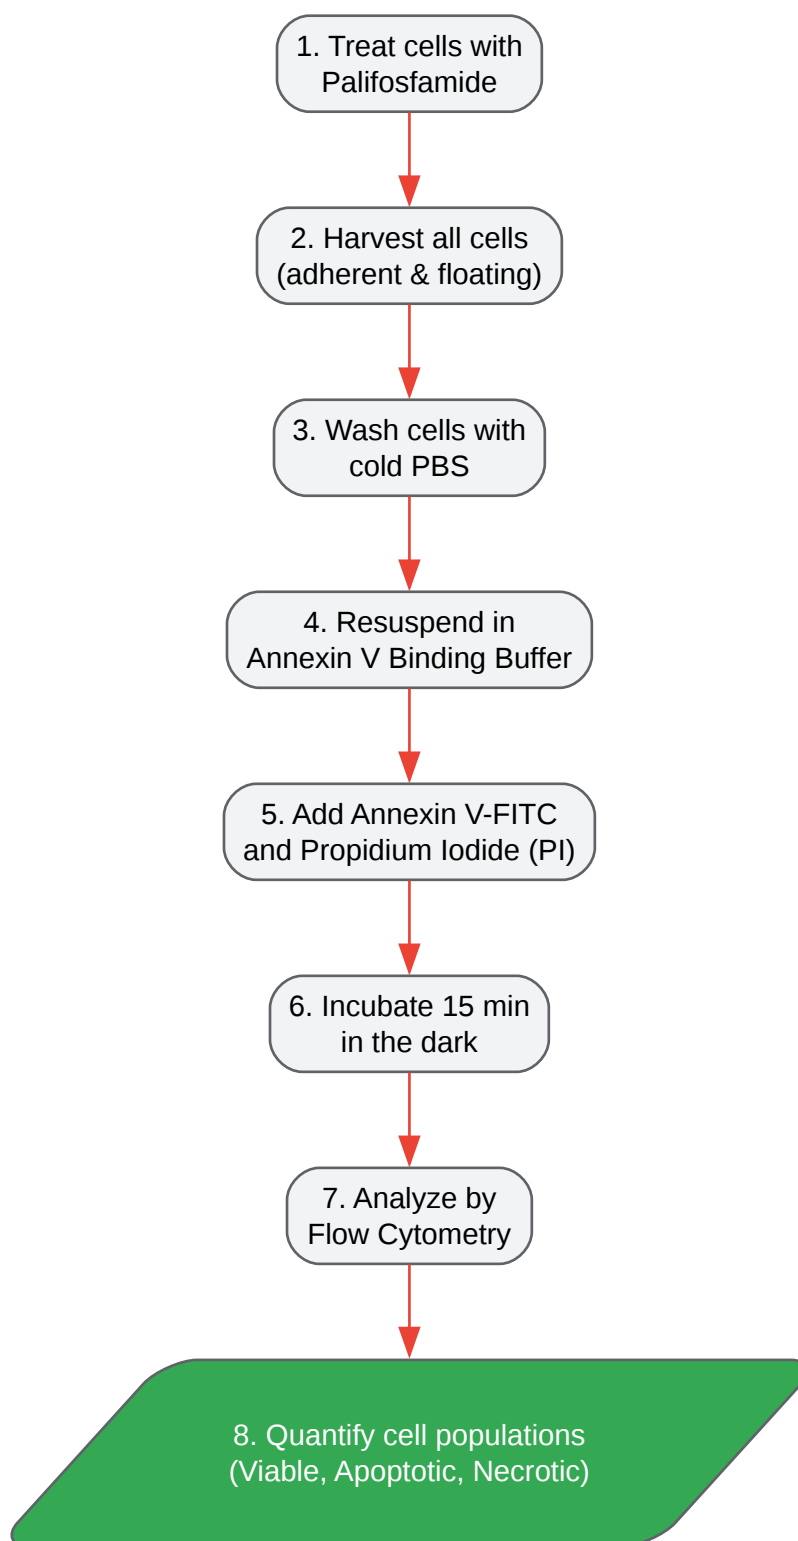 1. Treat cells with
Palifosfamide
2. Harvest all cells
(adherent & floating)
3. Wash cells with
cold PBS
4. Resuspend in
Annexin V Binding Buffer
5. Add Annexin V-FITC
and Propidium Iodide (PI)
6. Incubate 15 min
in the dark
7. Analyze by
Flow Cytometry
8. Quantify cell populations
(Viable, Apoptotic, Necrotic)